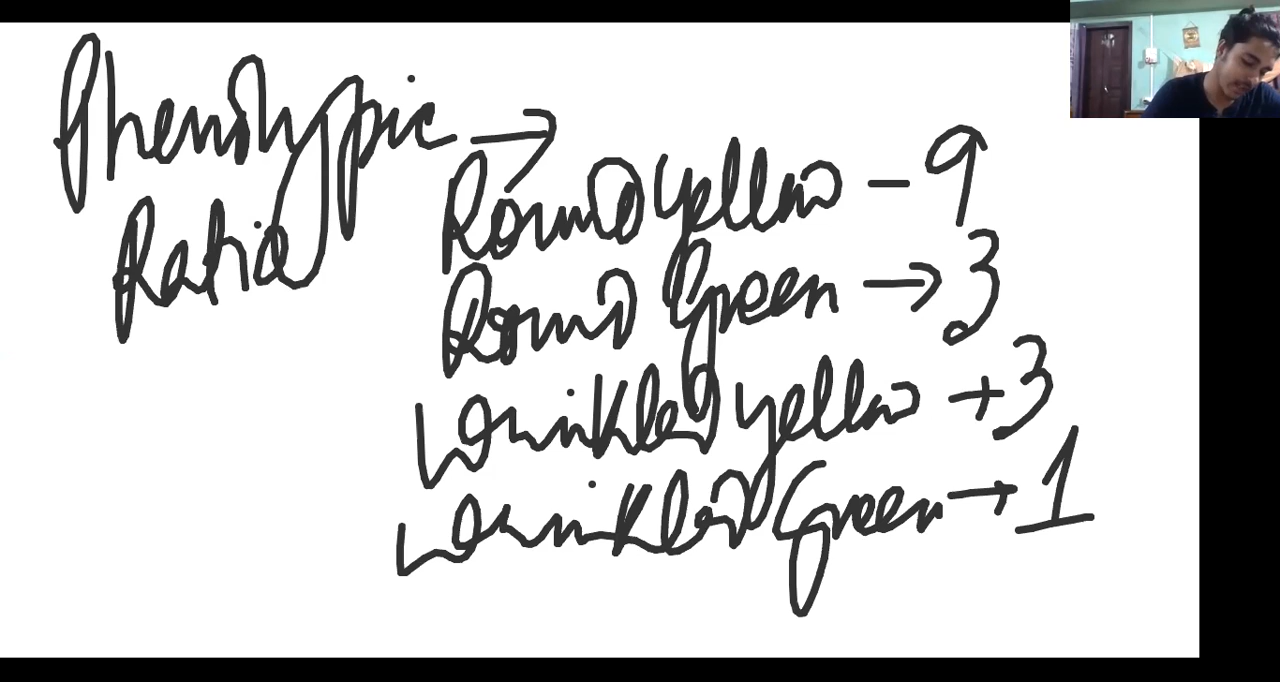 Phenotypic →
Ratio
Round yellow - 9
Round Green → 3
Wrinkled yellow → 3
Wrinkled Green → 1